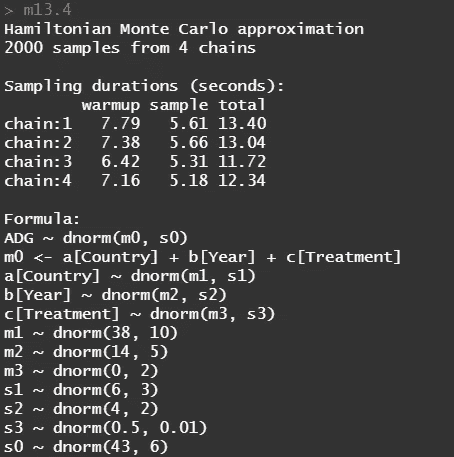 > m13.4
Hamiltonian Monte Carlo approximation
2000 samples from 4 chains
Sampling durations (seconds):
warmup sample total
chain:1 7.79 5.61 13.40
chain:2 7.38 5.66 13.04
chain:3 6.42 5.31 11.72
chain:4 7.16 5.18 12.34
Formula:
ADG ~ dnorm(m0, s0)
m0 <- a[Country] + b[Year] + c[Treatment]
a[Country] ~ dnorm(m1, s1)
b[Year] ~ dnorm(m2, s2)
c[Treatment] ~ dnorm(m3, s3)
m1 ~ dnorm(38, 10)
m2 ~ dnorm(14, 5)
m3 ~ dnorm(0, 2)
s1 ~ dnorm(6, 3)
s2 ~ dnorm(4, 2)
s3 ~ dnorm(0.5, 0.01)
s0 ~ dnorm(43, 6)